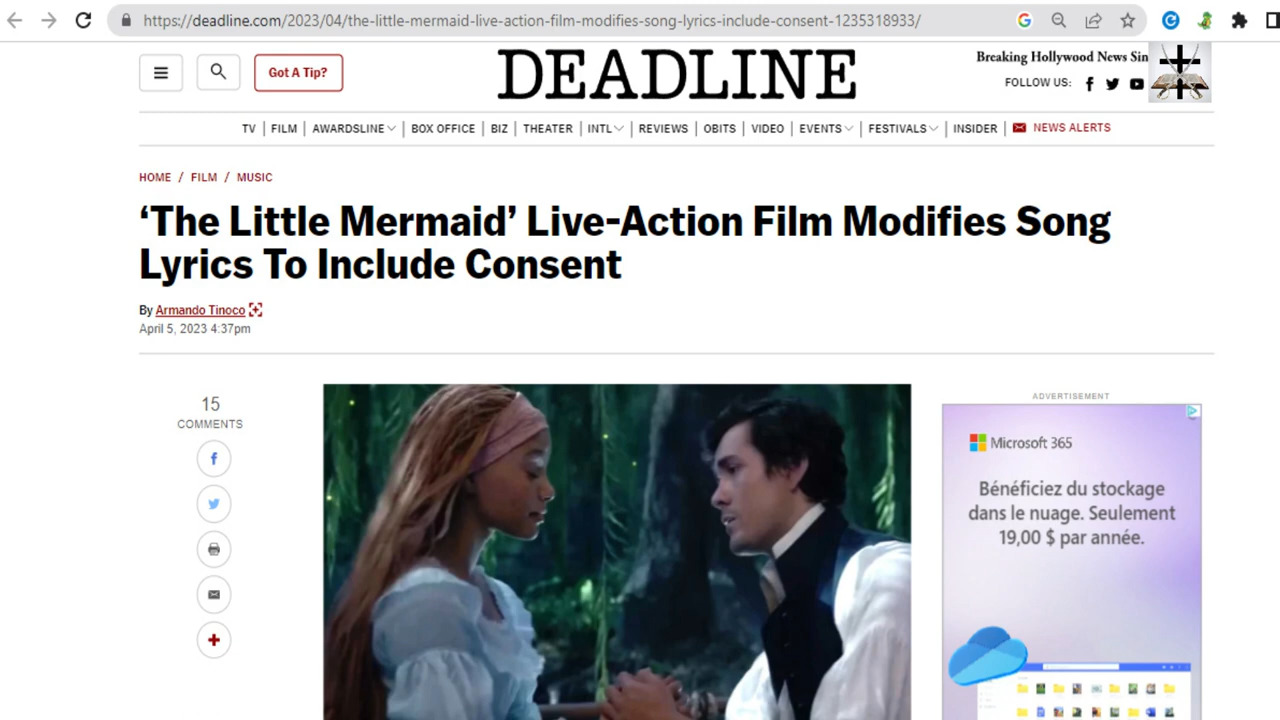 https://deadline.com/2023/04/the-little-mermaid-live-action-film-modifies-song-lyrics-include-consent-1235318933/
Got A Tip?
DEADLINE
Breaking Hollywood News Sin
FOLLOW US:
TV | FILM | AWARDSLINE | BOX OFFICE | BIZ | THEATER | INTL | REVIEWS | OBITS | VIDEO | EVENTS | FESTIVALS | INSIDER | NEWS ALERTS
HOME / FILM / MUSIC
‘The Little Mermaid’ Live-Action Film Modifies Song
Lyrics To Include Consent
By Armando Tinoco
April 5, 2023 4:37pm
15
COMMENTS
ADVERTISEMENT
Microsoft 365
Bénéficiez du stockage
dans le nuage. Seulement
19,00 $ par année.